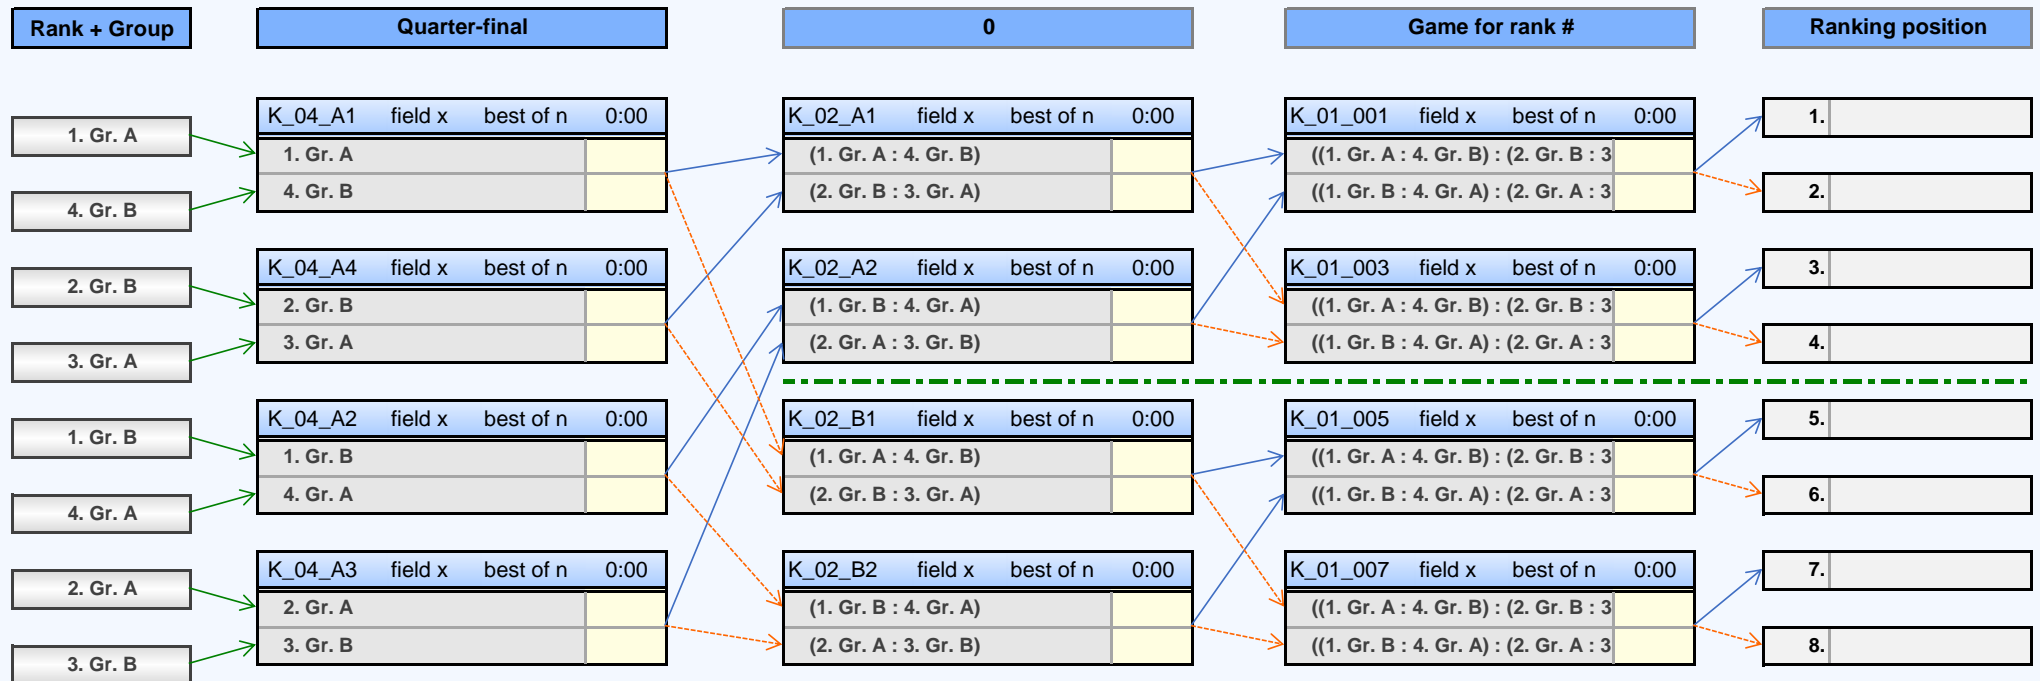 Rank + Group
Quarter-final
0
Game for rank #
Ranking position
1. Gr. A
4. Gr. B
2. Gr. B
3. Gr. A
1. Gr. B
4. Gr. A
2. Gr. A
3. Gr. B
K_04_A1 field x best of n 0:00
1. Gr. A
4. Gr. B
K_04_A4 field x best of n 0:00
2. Gr. B
3. Gr. A
K_04_A2 field x best of n 0:00
1. Gr. B
4. Gr. A
K_04_A3 field x best of n 0:00
2. Gr. A
3. Gr. B
K_02_A1 field x best of n 0:00
(1. Gr. A : 4. Gr. B)
(2. Gr. B : 3. Gr. A)
K_02_A2 field x best of n 0:00
(1. Gr. B : 4. Gr. A)
(2. Gr. A : 3. Gr. B)
K_02_B1 field x best of n 0:00
(1. Gr. A : 4. Gr. B)
(2. Gr. B : 3. Gr. A)
K_02_B2 field x best of n 0:00
(1. Gr. B : 4. Gr. A)
(2. Gr. A : 3. Gr. B)
K_01_001 field x best of n 0:00
((1. Gr. A : 4. Gr. B) : (2. Gr. B : 3
((1. Gr. B : 4. Gr. A) : (2. Gr. A : 3
K_01_003 field x best of n 0:00
((1. Gr. A : 4. Gr. B) : (2. Gr. B : 3
((1. Gr. B : 4. Gr. A) : (2. Gr. A : 3
K_01_005 field x best of n 0:00
((1. Gr. A : 4. Gr. B) : (2. Gr. B : 3
((1. Gr. B : 4. Gr. A) : (2. Gr. A : 3
K_01_007 field x best of n 0:00
((1. Gr. A : 4. Gr. B) : (2. Gr. B : 3
((1. Gr. B : 4. Gr. A) : (2. Gr. A : 3
1.
2.
3.
4.
5.
6.
7.
8.